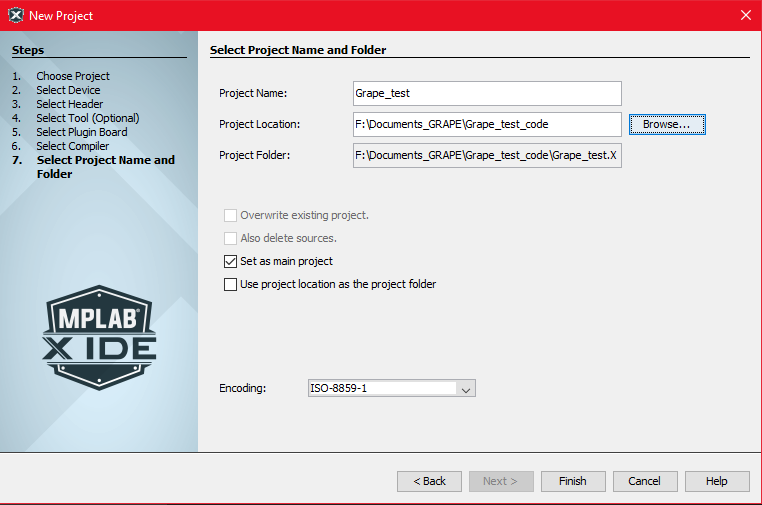 New Project
Steps
1. Choose Project
2. Select Device
3. Select Header
4. Select Tool (Optional)
5. Select Plugin Board
6. Select Compiler
7. Select Project Name and
Folder
MPLAB®
X IDE
Select Project Name and Folder
Project Name: Grape_test
Project Location: F:\Documents_GRAPE\Grape_test_code Browse...
Project Folder: F:\Documents_GRAPE\Grape_test_code\Grape_test.X
Overwrite existing project.
Also delete sources.
Set as main project
Use project location as the project folder
Encoding: ISO-8859-1
< Back Next > Finish Cancel Help